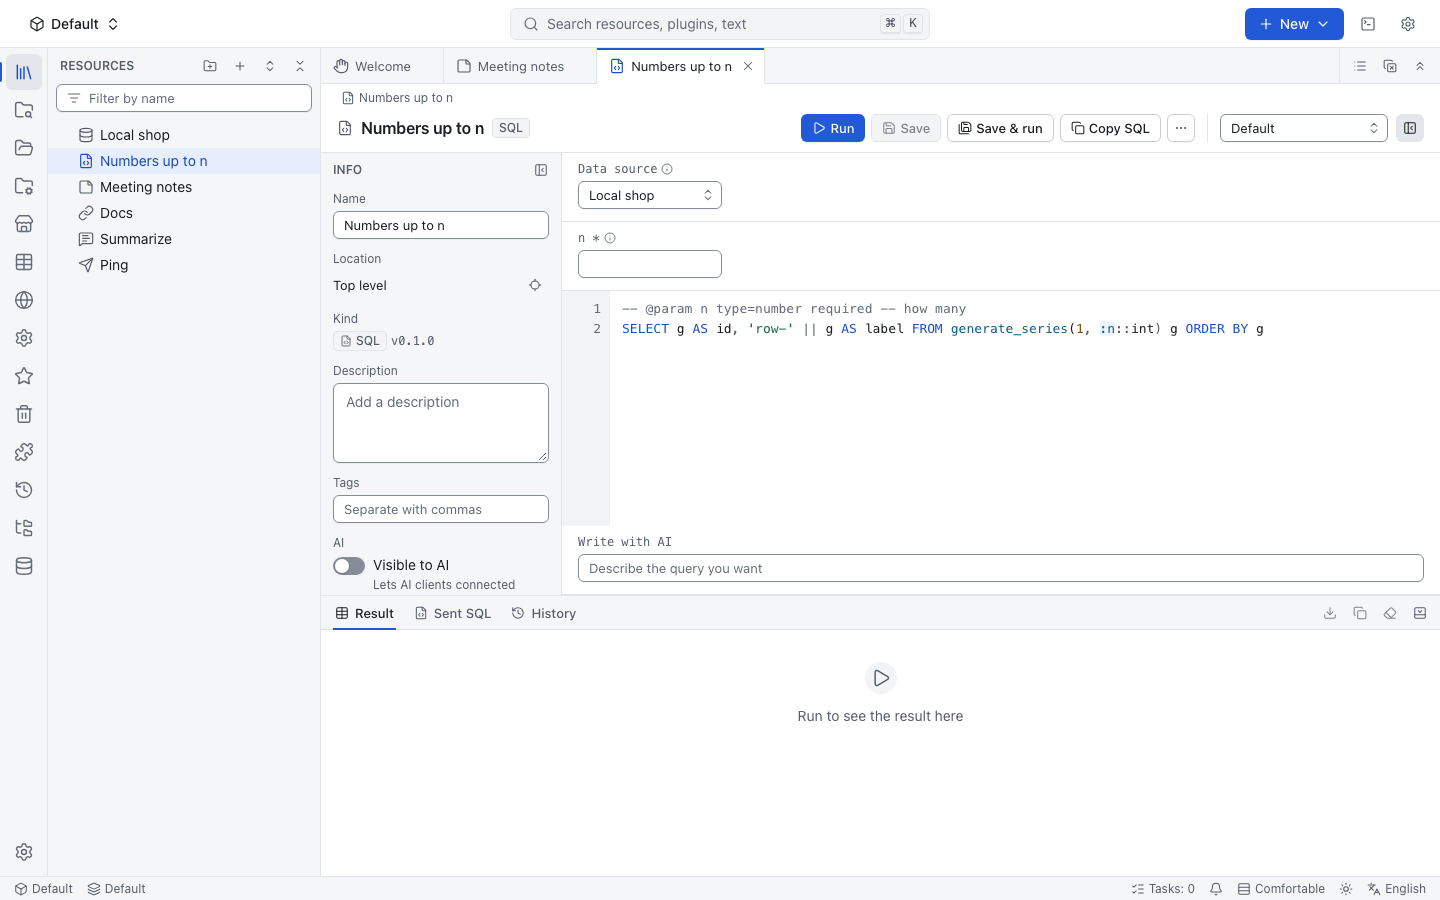 Default
Search resources, plugins, text
⌘ K
New
RESOURCES
Filter by name
Local shop
Numbers up to n
Meeting notes
Docs
Summarize
Ping
Welcome
Meeting notes
Numbers up to n
Numbers up to n
Numbers up to n SQL
Run
Save
Save & run
Copy SQL
Default
INFO
Name
Numbers up to n
Location
Top level
Kind
SQL v0.1.0
Description
Add a description
Tags
Separate with commas
AI
Visible to AI
Lets AI clients connected
Data source
Local shop
n *
1 -- @param n type=number required -- how many
2 SELECT g AS id, 'row-' || g AS label FROM generate_series(1, :n::int) g ORDER BY g
Write with AI
Describe the query you want
Result
Sent SQL
History
Run to see the result here
Default
Default
Tasks: 0
Comfortable
English